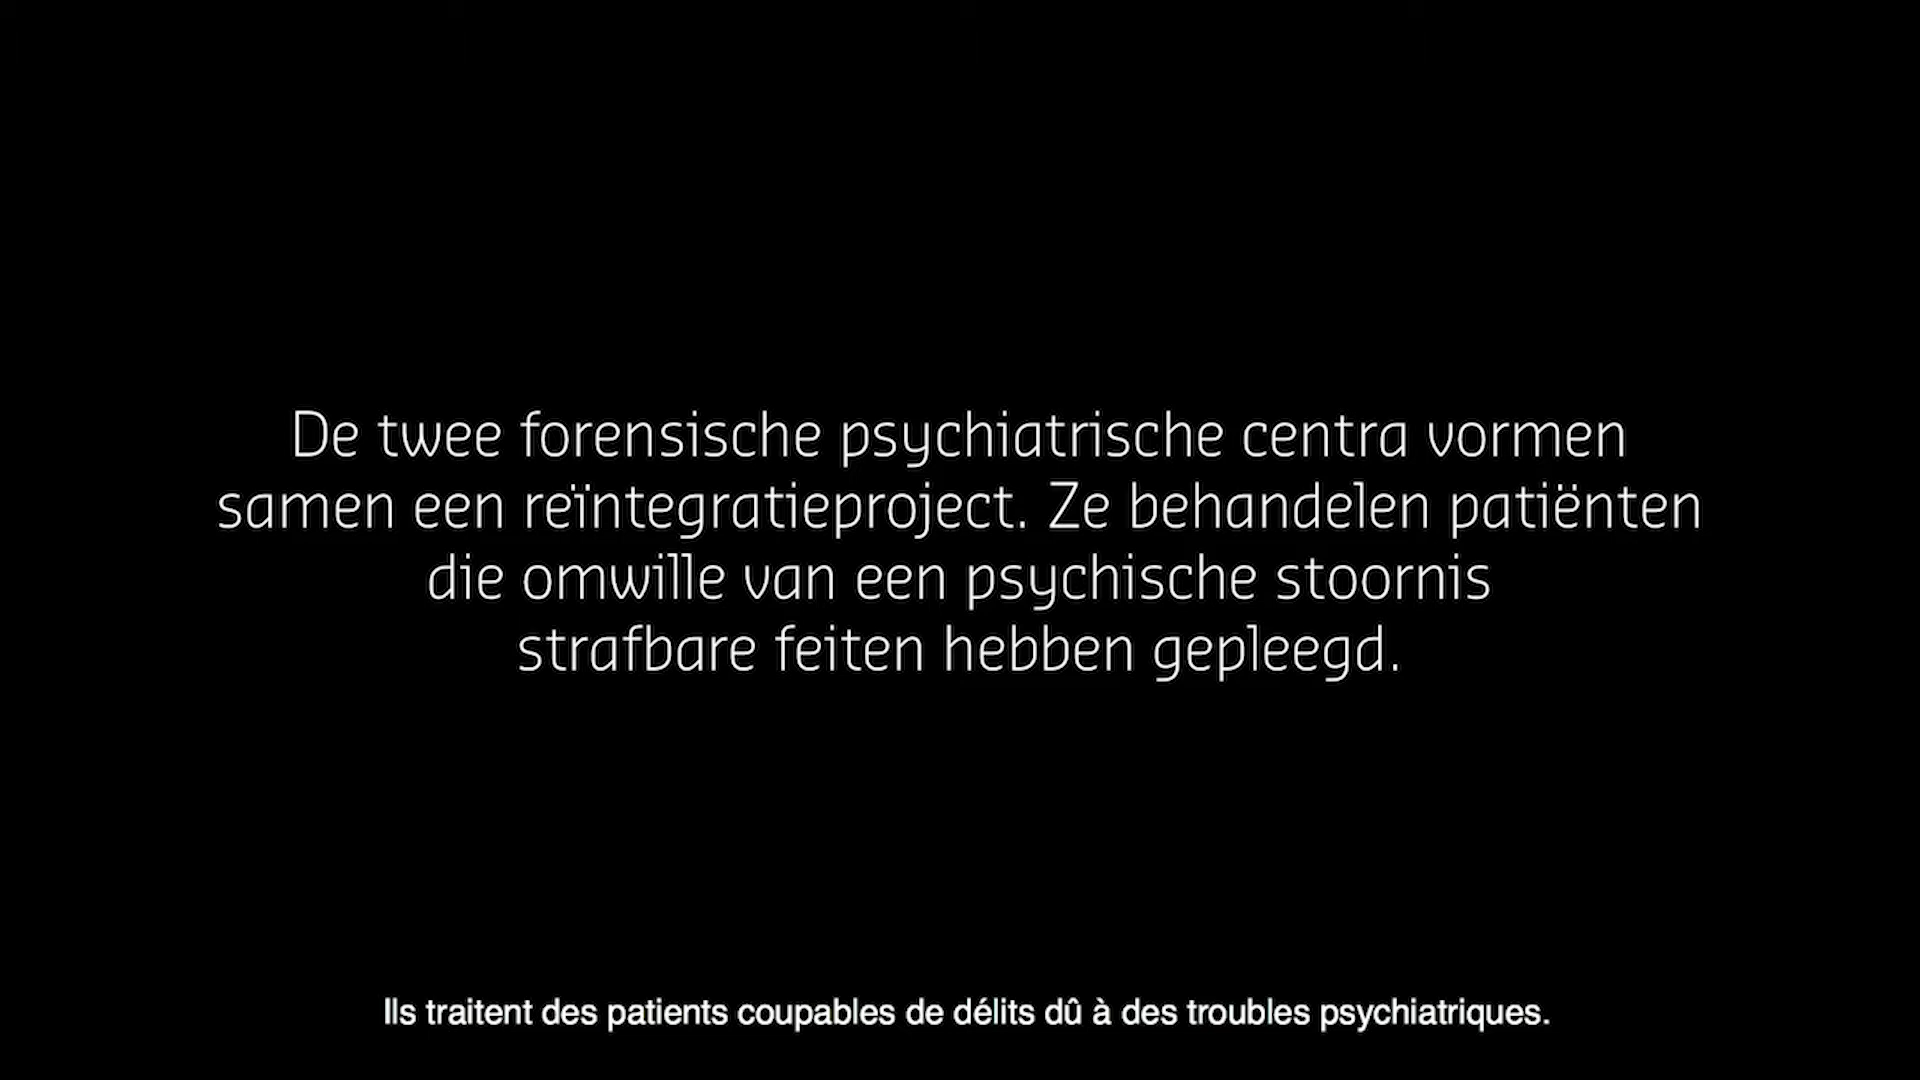 De twee forensische psychiatrische centra vormen
samen een reïntegratieproject. Ze behandelen patiënten
die omwille van een psychische stoornis
strafbare feiten hebben gepleegd.
Ils traitent des patients coupables de délits dû à des troubles psychiatriques.